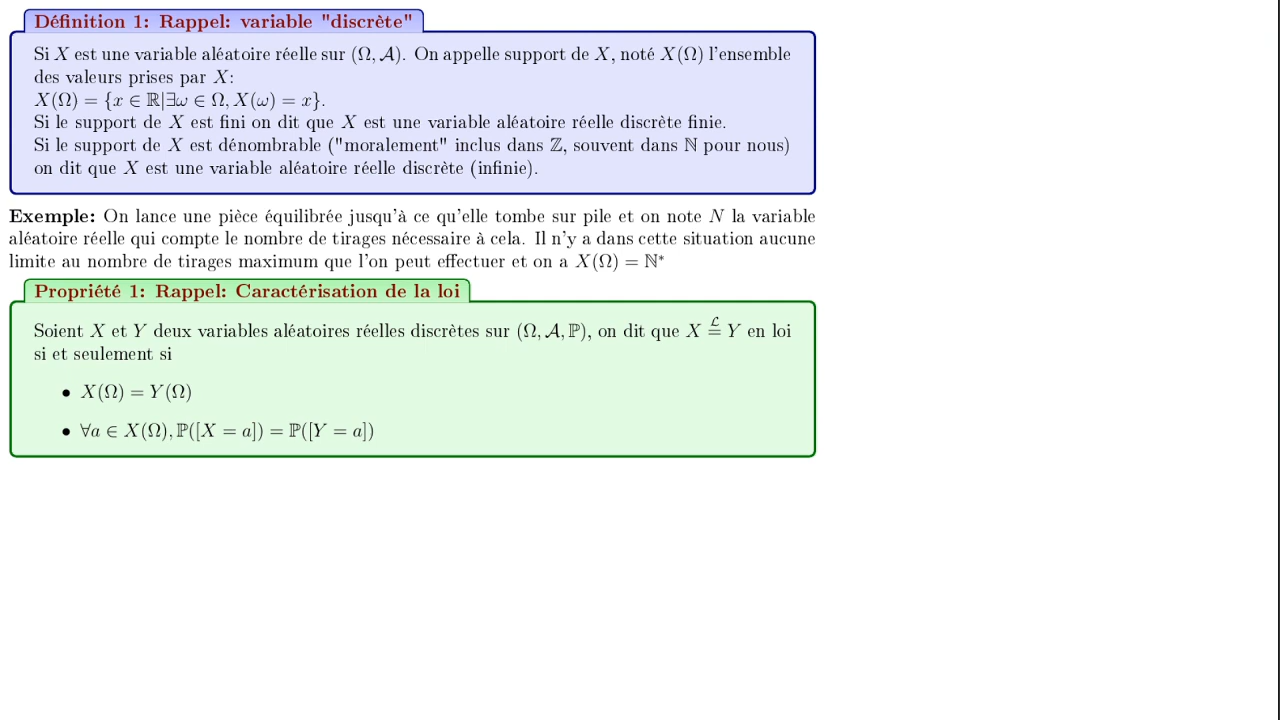 Définition 1: Rappel: variable "discrète"
Si X est une variable aléatoire réelle sur (Ω, 𝒜). On appelle support de X, noté X(Ω) l'ensemble
des valeurs prises par X:
X(Ω) = {x ∈ ℝ|∃ω ∈ Ω, X(ω) = x}.
Si le support de X est fini on dit que X est une variable aléatoire réelle discrète finie.
Si le support de X est dénombrable ("moralement" inclus dans ℤ, souvent dans ℕ pour nous)
on dit que X est une variable aléatoire réelle discrète (infinie).
Exemple: On lance une pièce équilibrée jusqu'à ce qu'elle tombe sur pile et on note N la variable
aléatoire réelle qui compte le nombre de tirages nécessaire à cela. Il n'y a dans cette situation aucune
limite au nombre de tirages maximum que l'on peut effectuer et on a X(Ω) = ℕ*
Propriété 1: Rappel: Caractérisation de la loi
Soient X et Y deux variables aléatoires réelles discrètes sur (Ω, 𝒜, ℙ), on dit que X =^ℒ Y en loi
si et seulement si
• X(Ω) = Y(Ω)
• ∀a ∈ X(Ω), ℙ([X = a]) = ℙ([Y = a])